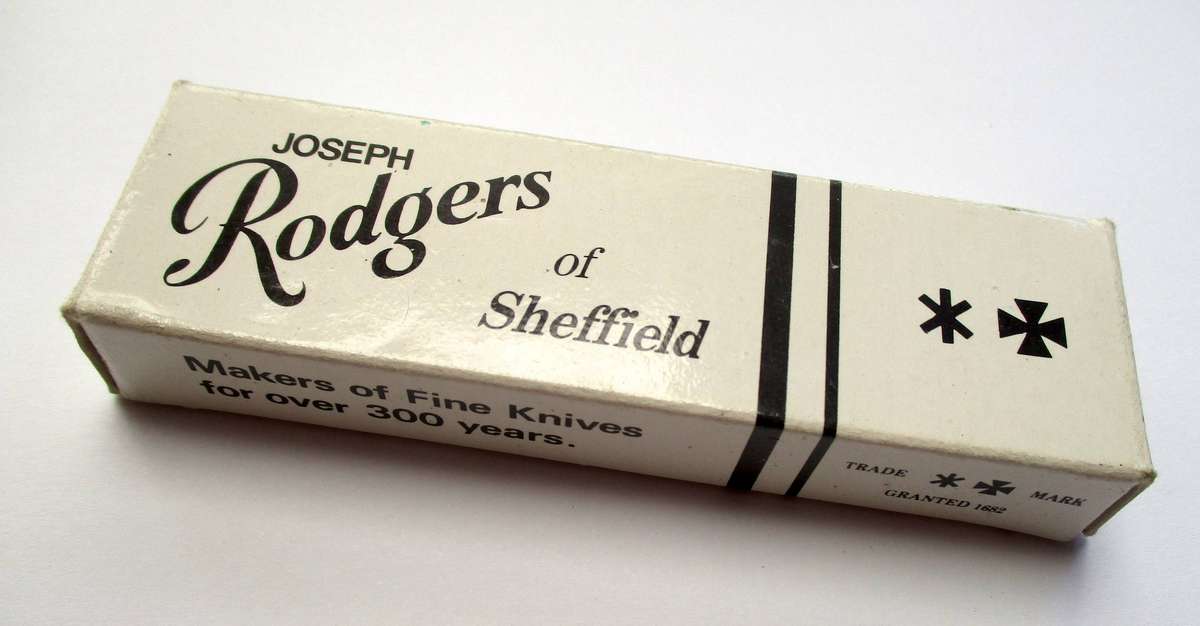 JOSEPH
Rodgers
of
Sheffield
Makers of Fine Knives
for over 300 years.
TRADE * ✠ MARK
GRANTED 1682